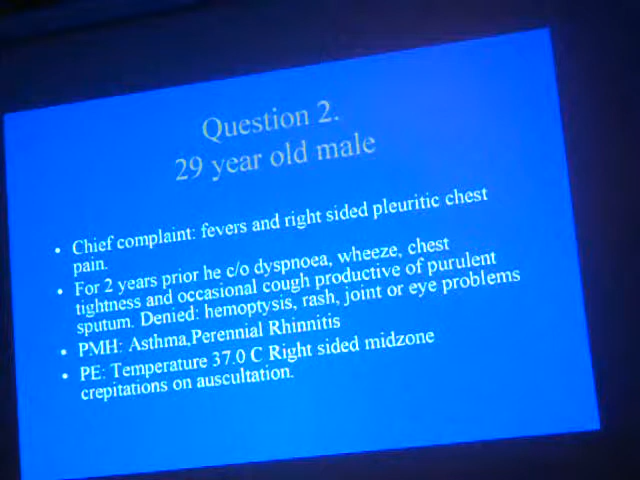 Question 2.
29 year old male
• Chief complaint: fevers and right sided pleuritic chest
pain.
• For 2 years prior he c/o dyspnoea, wheeze, chest
tightness and occasional cough productive of purulent
sputum. Denied: hemoptysis, rash, joint or eye problems
• PMH: Asthma,Perennial Rhinnitis
• PE: Temperature 37.0 C Right sided midzone
crepitations on auscultation.